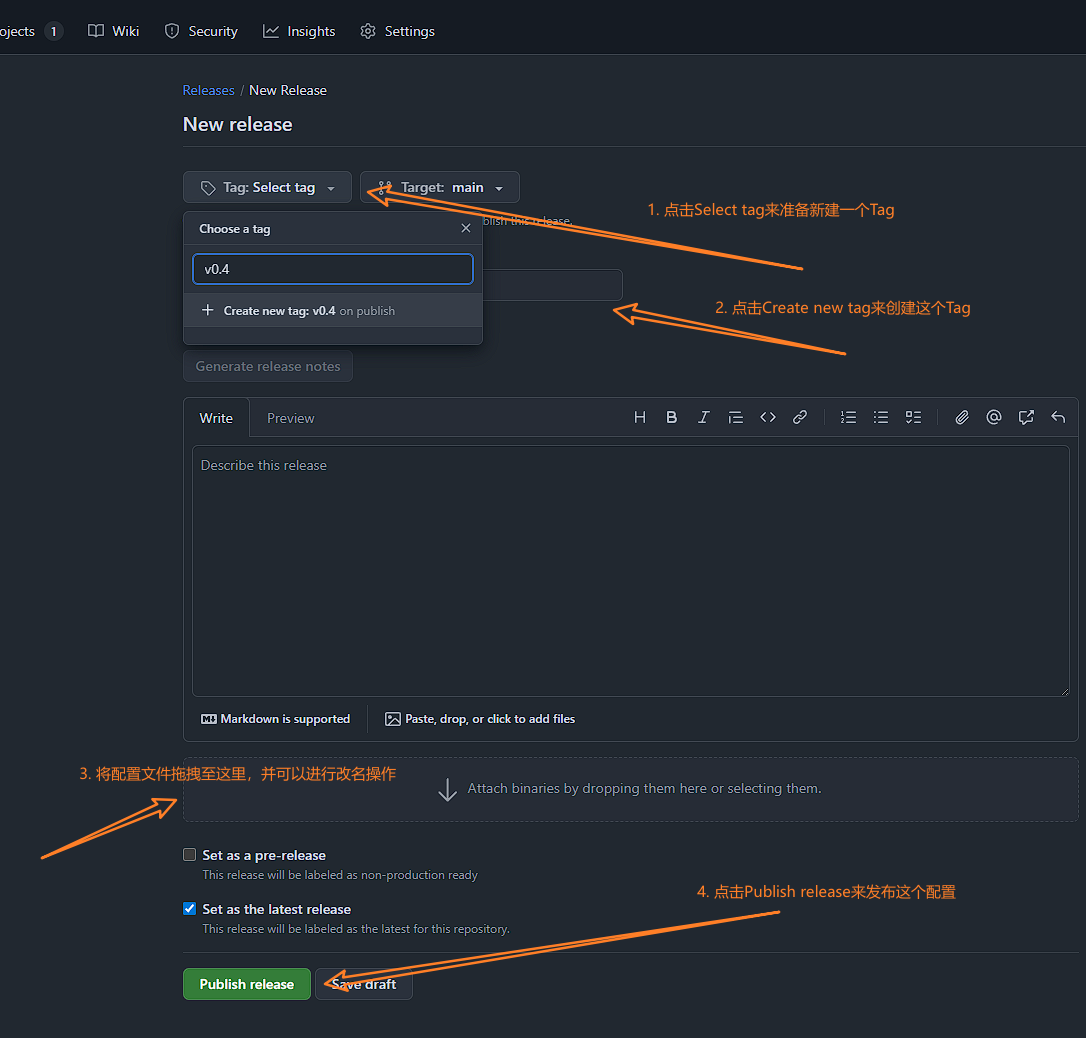 ojects 1 Wiki Security Insights Settings
Releases / New Release
New release
Tag: Select tag Target: main
1. 点击Select tag来准备新建一个Tag
Choose a tag
v0.4
2. 点击Create new tag来创建这个Tag
Create new tag: v0.4 on publish
Generate release notes
Write Preview
Describe this release
Markdown is supported Paste, drop, or click to add files
3. 将配置文件拖拽至这里，并可以进行改名操作
Attach binaries by dropping them here or selecting them.
Set as a pre-release
This release will be labeled as non-production ready
4. 点击Publish release来发布这个配置
Set as the latest release
This release will be labeled as the latest for this repository.
Publish release Save draft